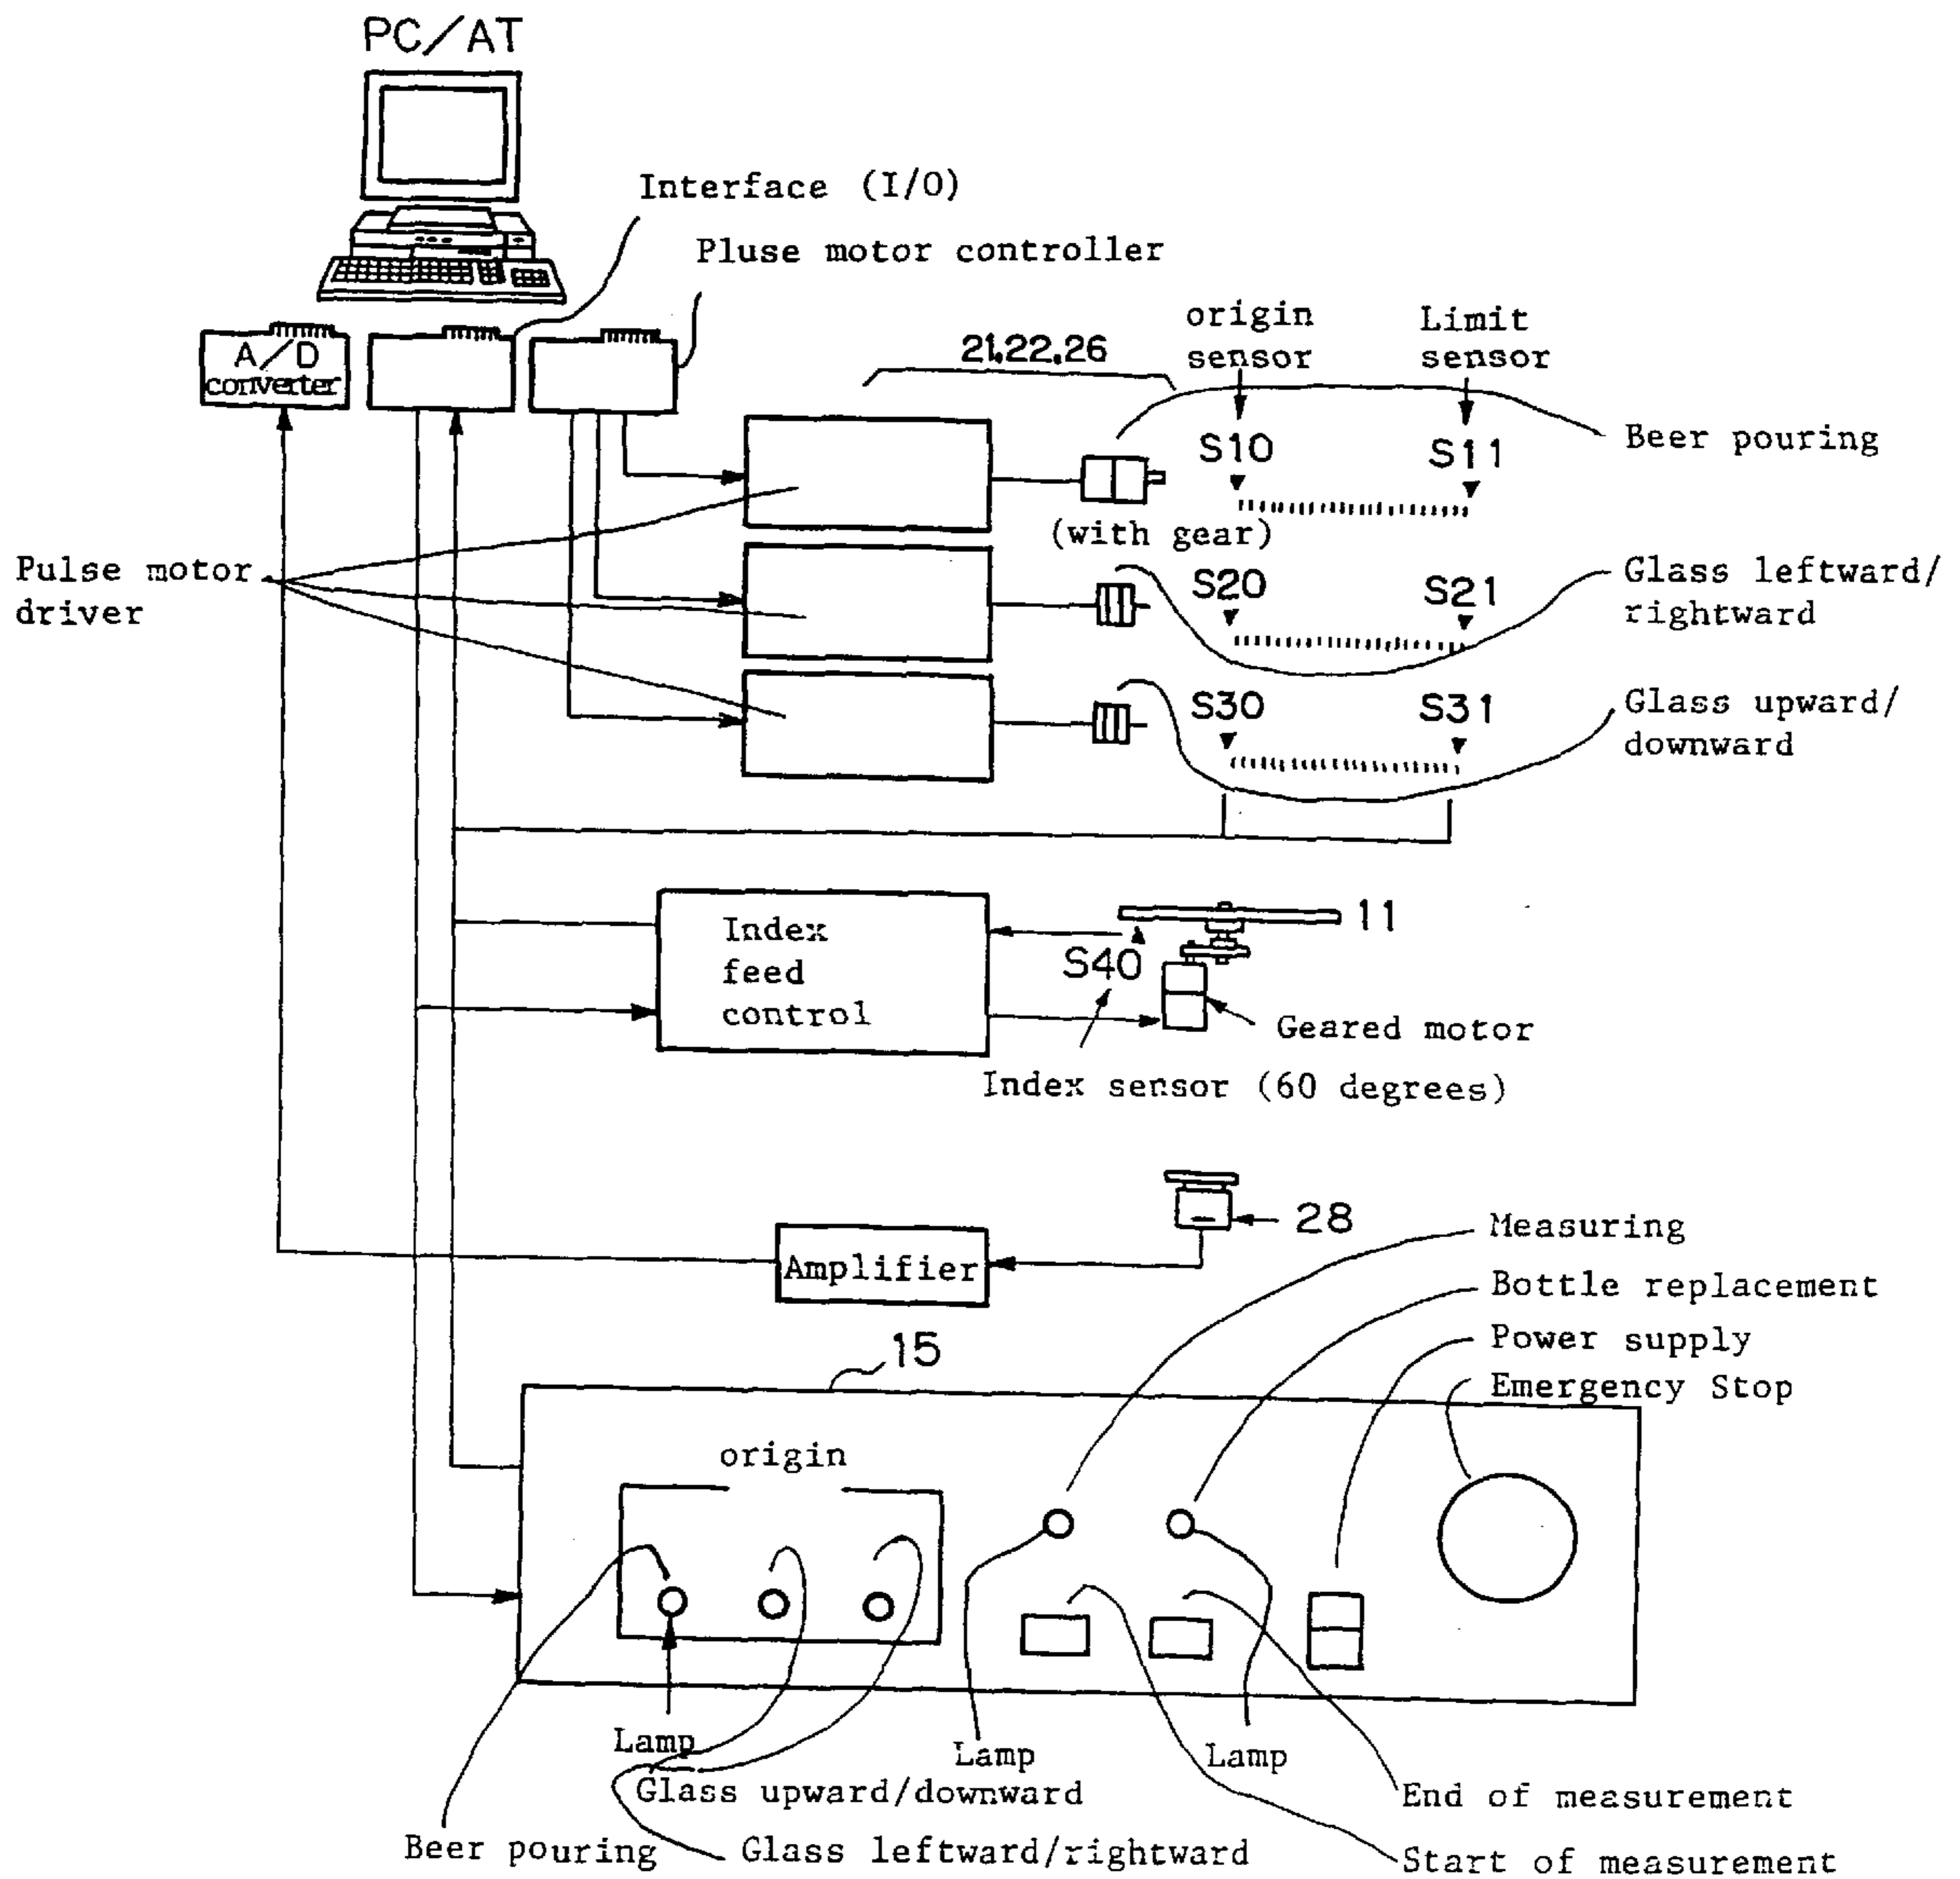 PC/AT
Interface (I/O)
Pluse motor controller
A/D
converter
21.22.26
origin
sensor
Limit
sensor
Beer pouring
S10
S11
(with gear)
Pulse motor
driver
S20
S21
Glass leftward/
rightward
S30
S31
Glass upward/
downward
Index
feed
control
11
S40
Geared motor
Index sensor (60 degrees)
28
Amplifier
Measuring
Bottle replacement
Power supply
Emergency Stop
15
origin
Lamp
Lamp
Lamp
Glass upward/downward
End of measurement
Beer pouring
Glass leftward/rightward
Start of measurement